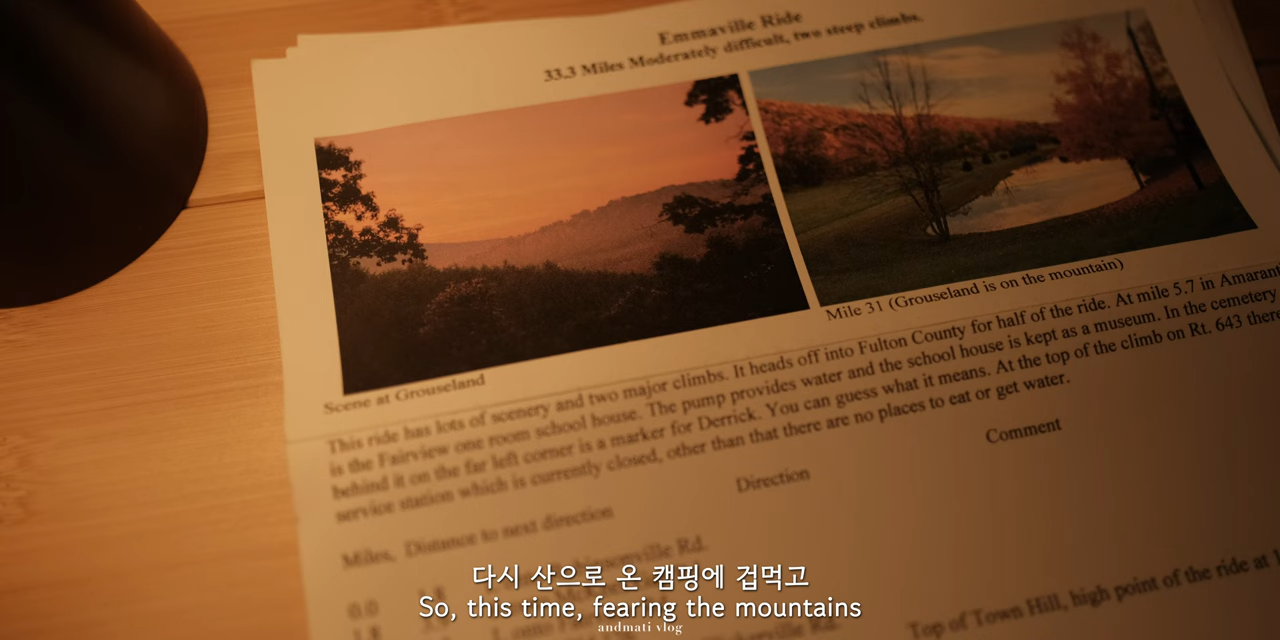 Emmaville Ride
33.3 Miles Moderately difficult, two steep climbs.
Scene at Grouseland
Mile 31 (Grouseland is on the mountain)
This ride has lots of scenery and two major climbs. It heads off into Fulton County for half of the ride. At mile 5.7 in Amarant
is the Fairview one room school house. The pump provides water and the school house is kept as a museum. In the cemetery
behind it on the far left corner is a marker for Derrick. You can guess what it means. At the top of the climb on Rt. 643 there
service station which is currently closed, other than that there are no places to eat or get water.
Miles, Distance to next direction Direction Comment
0.0
Rd.
Top of Town Hill, high point of the ride at
다시 산으로 온 캠핑에 겁먹고
So, this time, fearing the mountains
andmati vlog